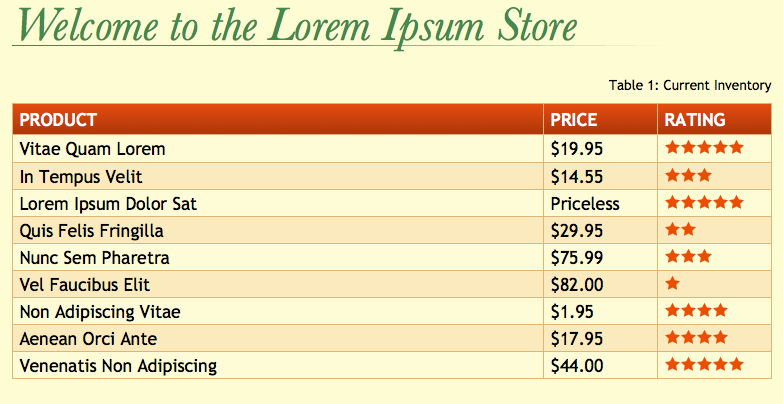 Welcome to the Lorem Ipsum Store
Table 1: Current Inventory
PRODUCT PRICE RATING
Vitae Quam Lorem $19.95 ★★★★★
In Tempus Velit $14.55 ★★★
Lorem Ipsum Dolor Sat Priceless ★★★★★
Quis Felis Fringilla $29.95 ★★
Nunc Sem Pharetra $75.99 ★★★
Vel Faucibus Elit $82.00 ★
Non Adipiscing Vitae $1.95 ★★★★
Aenean Orci Ante $17.95 ★★★★
Venenatis Non Adipiscing $44.00 ★★★★★